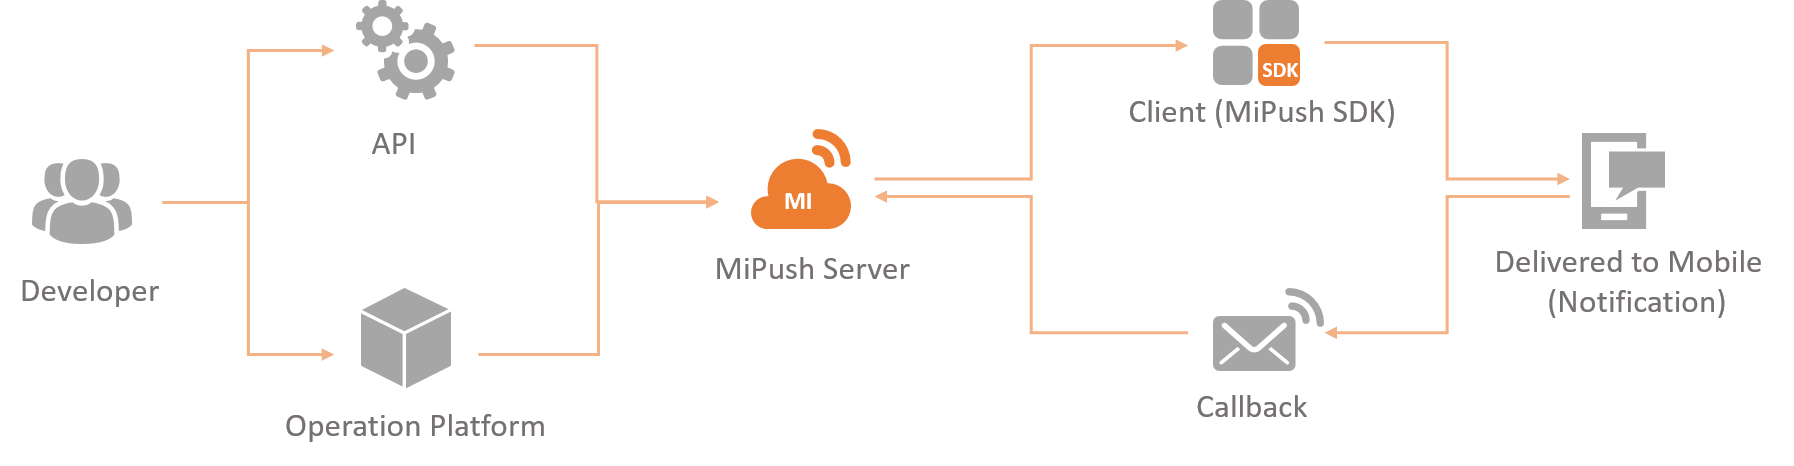 SDK
Client (MiPush SDK)
API
MI
MiPush Server
Developer
Delivered to Mobile
(Notification)
Operation Platform
Callback